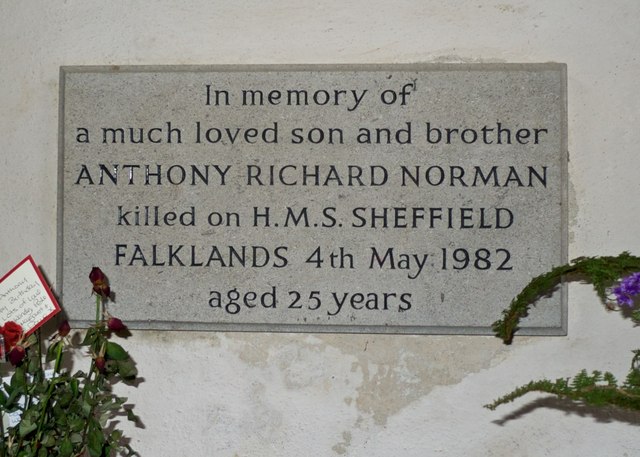 In memory of
a much loved son and brother
ANTHONY RICHARD NORMAN
killed on H.M.S. SHEFFIELD
FALKLANDS 4th May 1982
aged 25 years